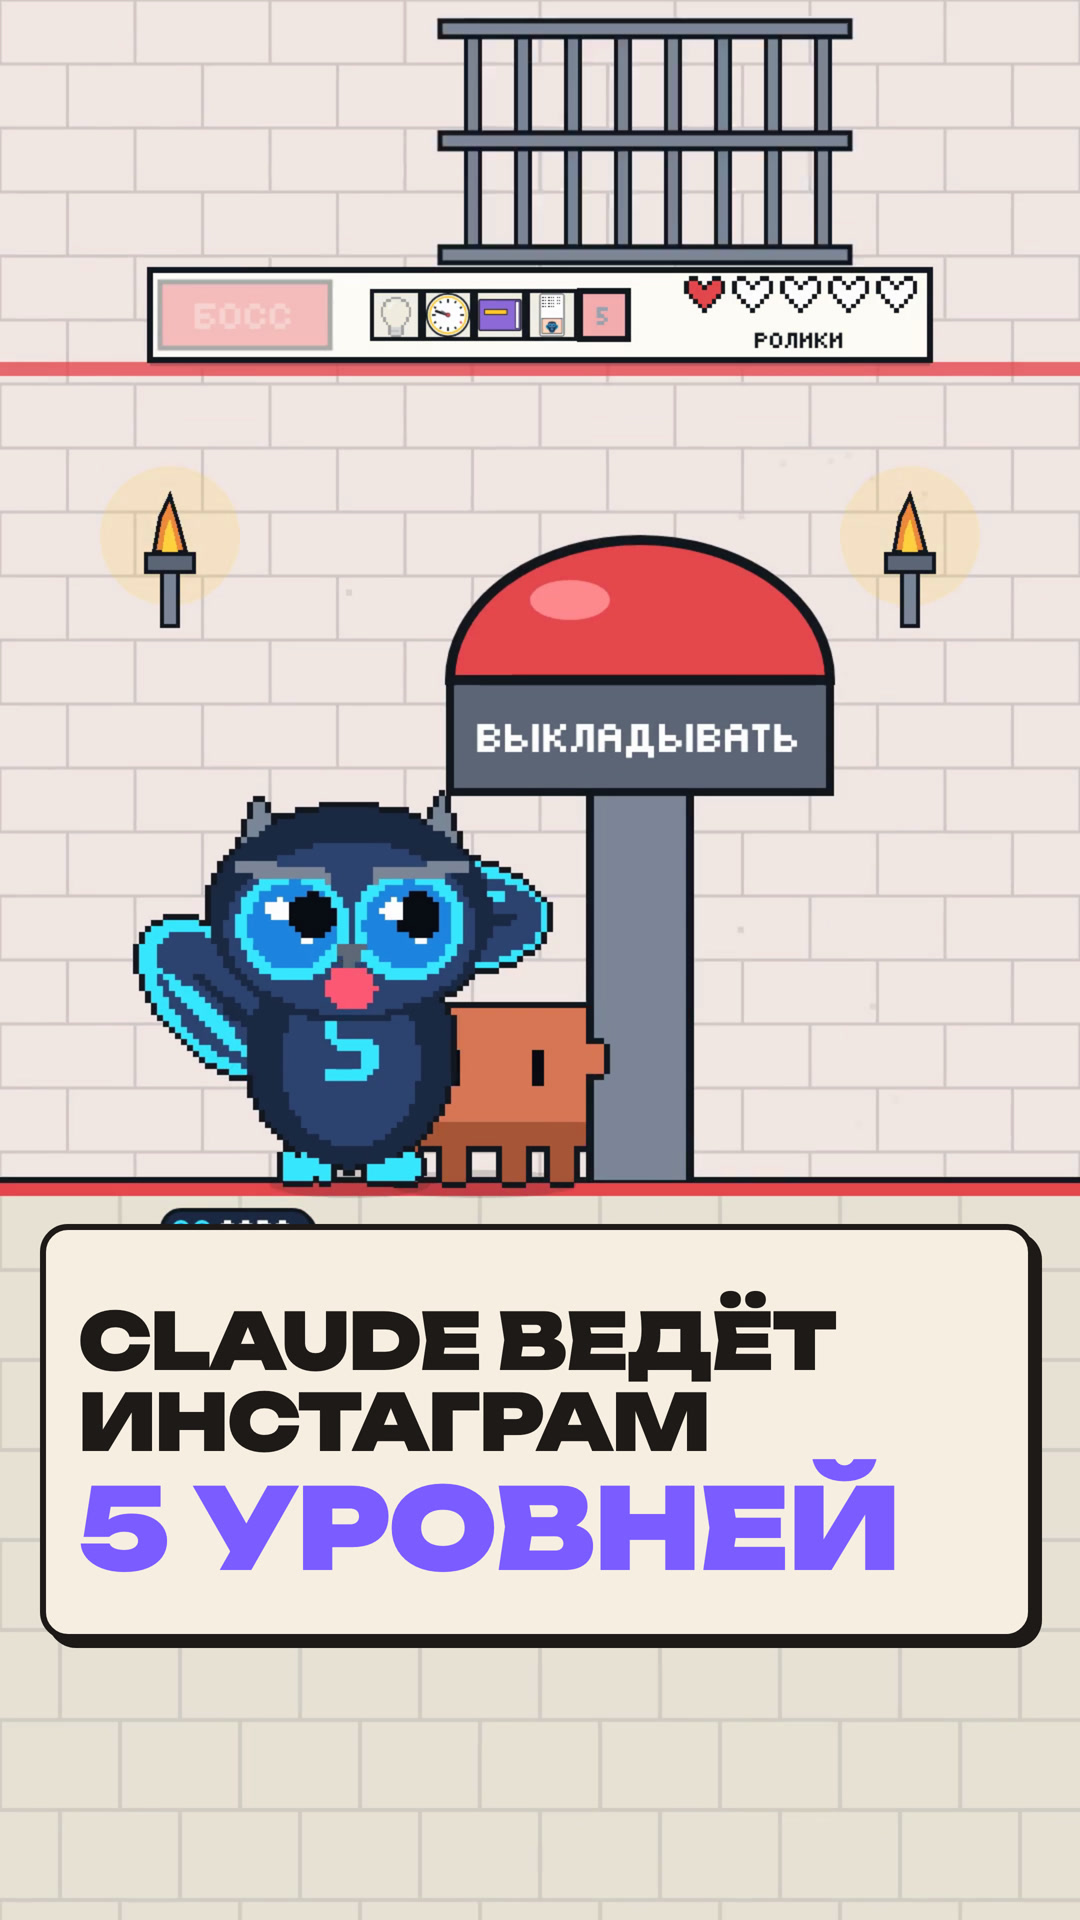 БОСС
5
РОЛИКИ
ВЫКЛАДЫВАТЬ
CLAUDE ВЕДЁТ
ИНСТАГРАМ
5 УРОВНЕЙ